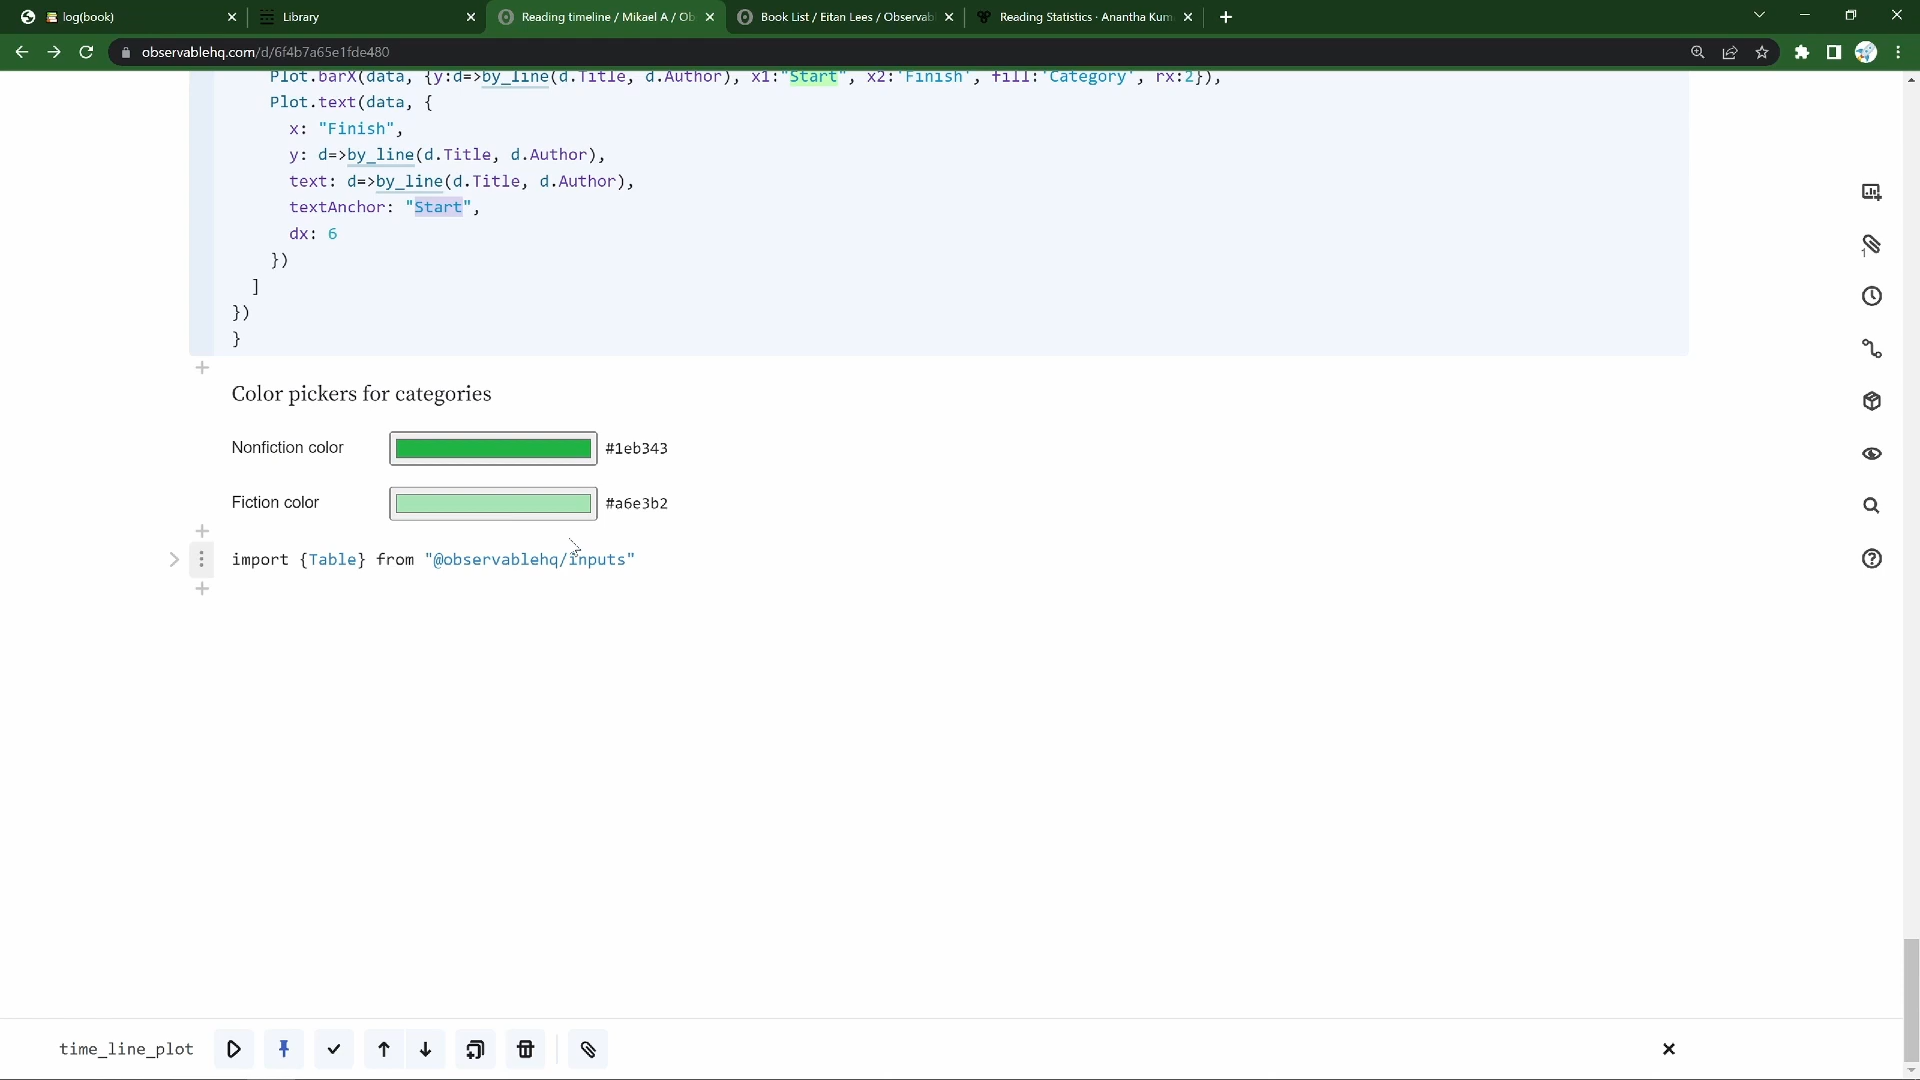 log(book)
Library
Reading timeline / Mikael A / Ob
Book List / Eitan Lees / Observab
Reading Statistics · Anantha Kum
observablehq.com/d/6f4b7a65e1fde480
Plot.barX(data, {y:d=>by_line(d.Title, d.Author), x1:"Start", x2:'Finish', fill:'Category', rx:2}),
Plot.text(data, {
x: "Finish",
y: d=>by_line(d.Title, d.Author),
text: d=>by_line(d.Title, d.Author),
textAnchor: "Start",
dx: 6
})
]
})
}
Color pickers for categories
Nonfiction color #1eb343
Fiction color #a6e3b2
import {Table} from "@observablehq/inputs"
1
time_line_plot